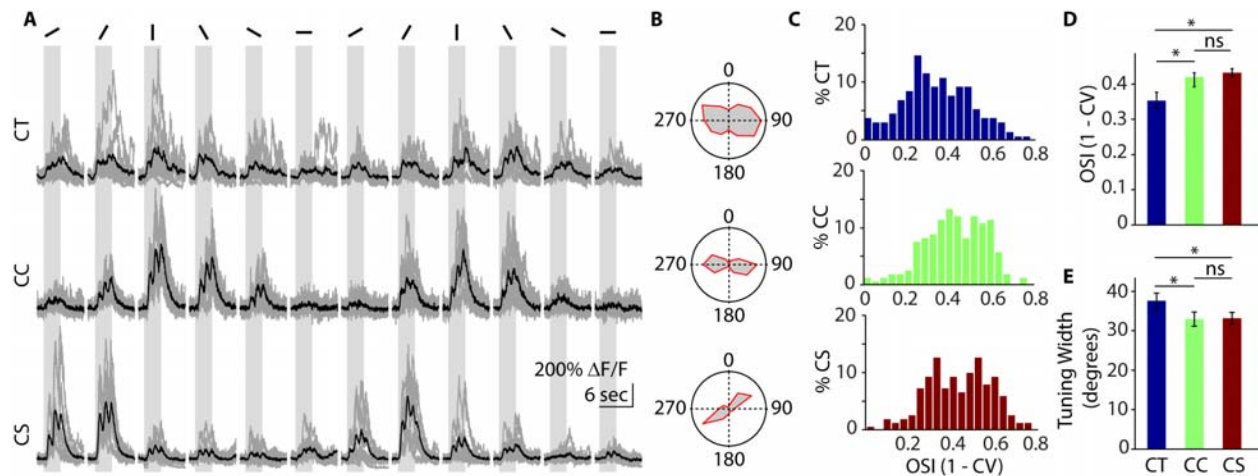 A
B
C
D
E
CT
CC
CS
200% ΔF/F
6 sec
0
270
90
180
0
270
90
180
0
270
90
180
% CT
20
10
0
0
0.2
0.4
0.6
0.8
% CC
20
10
0
0
0.2
0.4
0.6
0.8
% CS
20
10
0
0.2
0.4
0.6
0.8
OSI (1 - CV)
*
*
ns
OSI (1 - CV)
0.4
0.3
0.2
0.1
0
*
*
ns
Tuning Width
(degrees)
40
30
20
10
0
CT
CC
CS